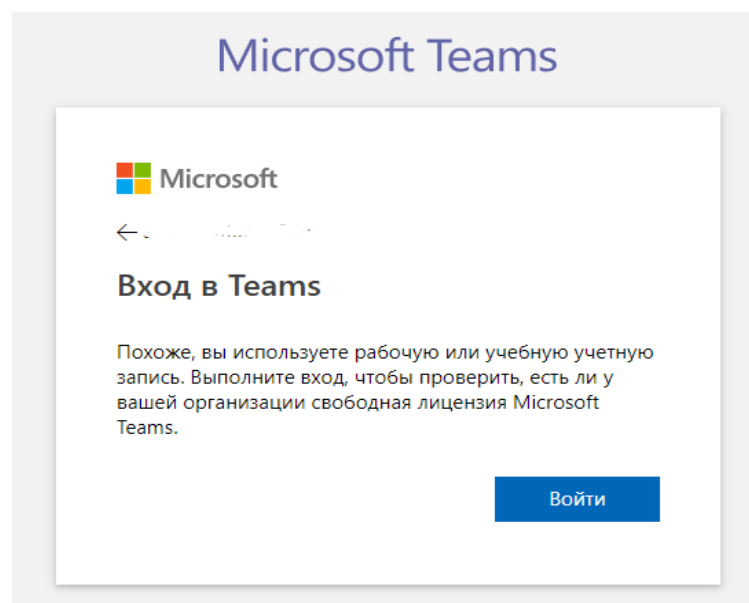 Microsoft Teams
Microsoft
Вход в Teams
Похоже, вы используете рабочую или учебную учетную
запись. Выполните вход, чтобы проверить, есть ли у
вашей организации свободная лицензия Microsoft
Teams.
Войти